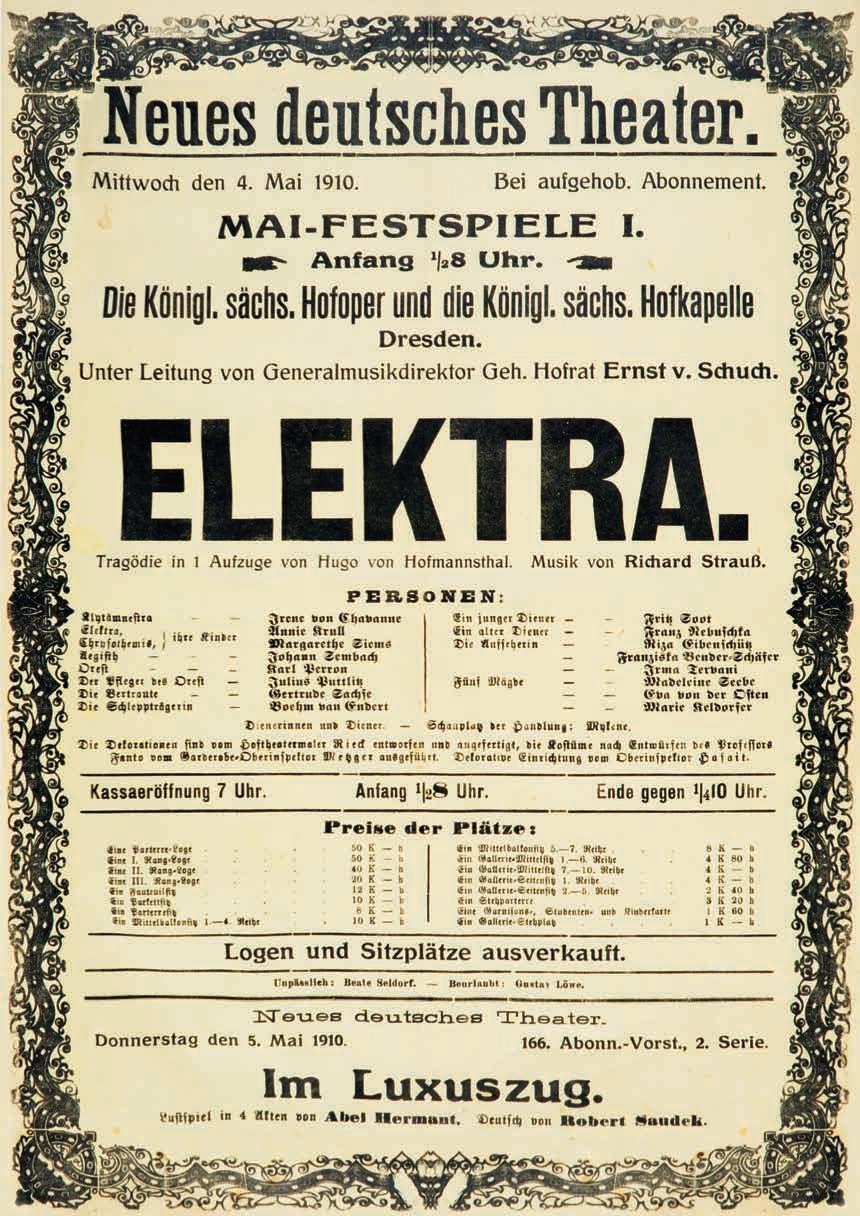 Neues deutsches Theater.
Mittwoch den 4. Mai 1910. Bei aufgehob. Abonnement.
MAI-FESTSPIELE I.
Anfang ½8 Uhr.
Die Königl. sächs. Hofoper und die Königl. sächs. Hofkapelle
Dresden.
Unter Leitung von Generalmusikdirektor Geh. Hofrat Ernst v. Schuch.
ELEKTRA.
Tragödie in 1 Aufzuge von Hugo von Hofmannsthal. Musik von Richard Strauß.
PERSONEN:
Klytämnestra — — Irene von Chavanne
Elektra, Annie Krull
Chrysothemis, } ihre Kinder Margarethe Siems
Aegisth — — Johann Sembach
Orest — — Karl Perron
Der Pfleger des Orest — Julius Puttlitz
Die Vertraute — — Gertrude Sachse
Die Schleppträgerin — Boehm van Endert
Ein junger Diener — — Fritz Soot
Ein alter Diener — — Franz Nebuschka
Die Aufseherin — — Riza Eibenschütz
— Franziska Bender-Schäfer
— Irma Tervani
Fünf Mägde — — Madeleine Seebe
— — Eva von der Osten
— — Marie Keldorfer
Dienerinnen und Diener. — Schauplatz der Handlung: Mykene.
Die Dekorationen sind vom Hoftheatermaler Rieck entworfen und angefertigt, die Kostüme nach Entwürfen des Professors
Fanto vom Garderobe-Oberinspektor Metzger ausgeführt. Dekorative Einrichtung vom Oberinspektor Hasait.
Kassaeröffnung 7 Uhr. Anfang ½8 Uhr. Ende gegen ¼10 Uhr.
Preise der Plätze:
Eine Parterre-Loge 50 K — h
Eine I. Rang-Loge 50 K — h
Eine II. Rang-Loge 40 K — h
Eine III. Rang-Loge 20 K — h
Ein Fautuilsitz 12 K — h
Ein Parkettsitz 10 K — h
Ein Parterresitz 6 K — h
Ein Mittelbalkonsitz 1.—4. Reihe 10 K — h
Ein Mittelbalkonsitz 5.—7. Reihe 8 K — h
Ein Gallerie-Mittelsitz 1.—6. Reihe 4 K 80 h
Ein Gallerie-Mittelsitz 7.—10. Reihe 4 K — h
Ein Gallerie-Seitensitz 1. Reihe 4 K — h
Ein Gallerie-Seitensitz 2.—5. Reihe 2 K 40 h
Ein Stehparterre 3 K 20 h
Eine Garnisons-, Studenten- und Kinderkarte 1 K 60 h
Ein Gallerie-Stehplatz 1 K — h
Logen und Sitzplätze ausverkauft.
Unpässlich: Beate Seldorf. — Beurlaubt: Gustav Löwe.
Neues deutsches Theater.
Donnerstag den 5. Mai 1910. 166. Abonn.-Vorst., 2. Serie.
Im Luxuszug.
Lustspiel in 4 Akten von Abel Hermant. Deutsch von Robert Saudek.